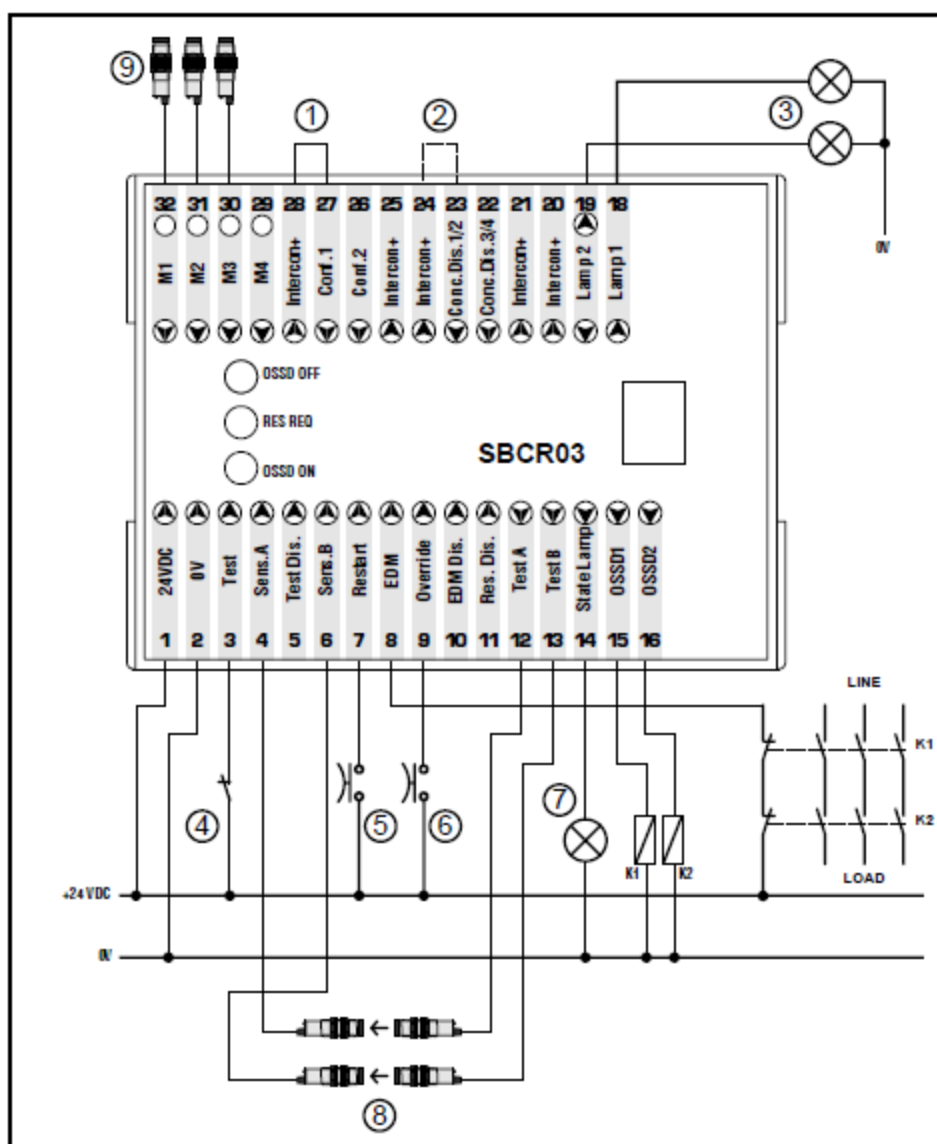 ⑨
①
②
③
32 31 30 29 28 27 26 25 24 23 22 21 20 19 18
M1 M2 M3 M4 Intercon+ Conf.1 Conf.2 Intercon+ Intercon+ Conc.Dis.1/2 Conc.Dis.3/4 Intercon+ Intercon+ Lamp 2 Lamp1
0V
OSSD OFF
RES REQ
OSSD ON
SBCR03
24VDC 0V Test Sens.A Test Dis. Sens.B Restart EDM Override EDM Dis. Res. Dis. Test A Test B State Lamp OSSD1 OSSD2
1 2 3 4 5 6 7 8 9 10 11 12 13 14 15 16
LINE
K1
④
⑤
⑥
⑦
K2
K1 K2
LOAD
+24 VDC
0V
⑧